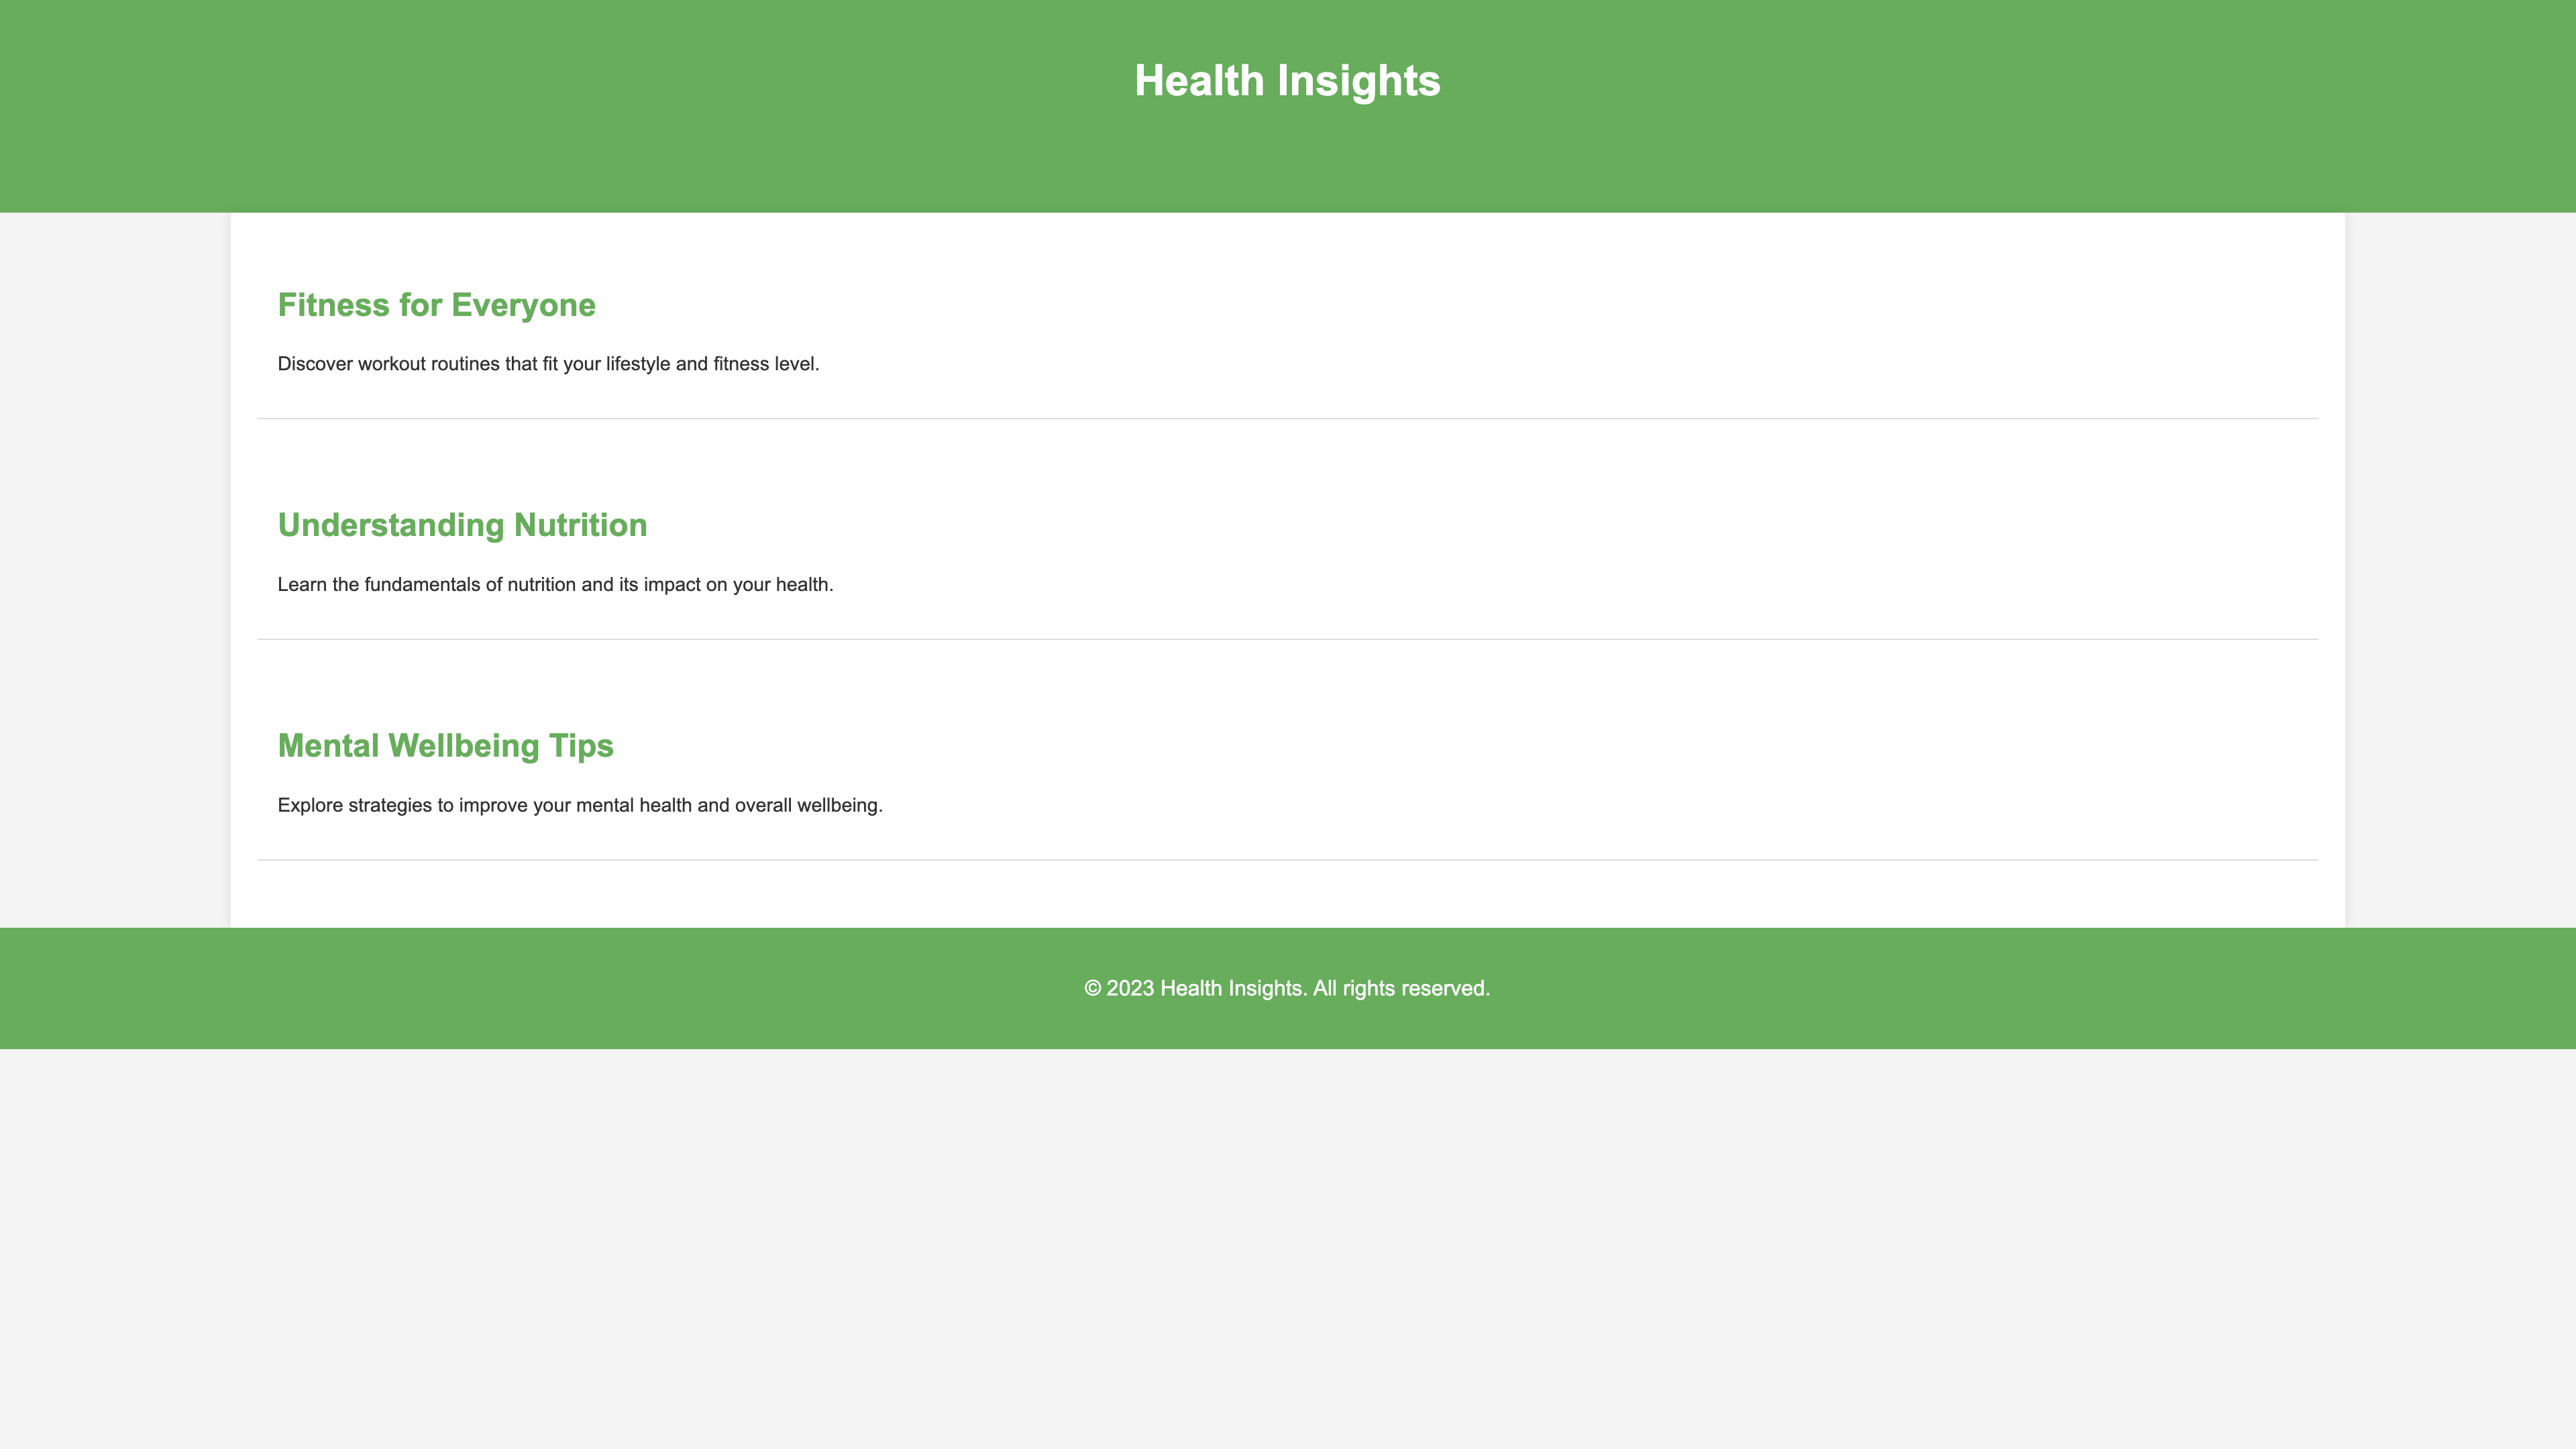 Health Insights
Fitness for Everyone
Discover workout routines that fit your lifestyle and fitness level.
Understanding Nutrition
Learn the fundamentals of nutrition and its impact on your health.
Mental Wellbeing Tips
Explore strategies to improve your mental health and overall wellbeing.
© 2023 Health Insights. All rights reserved.